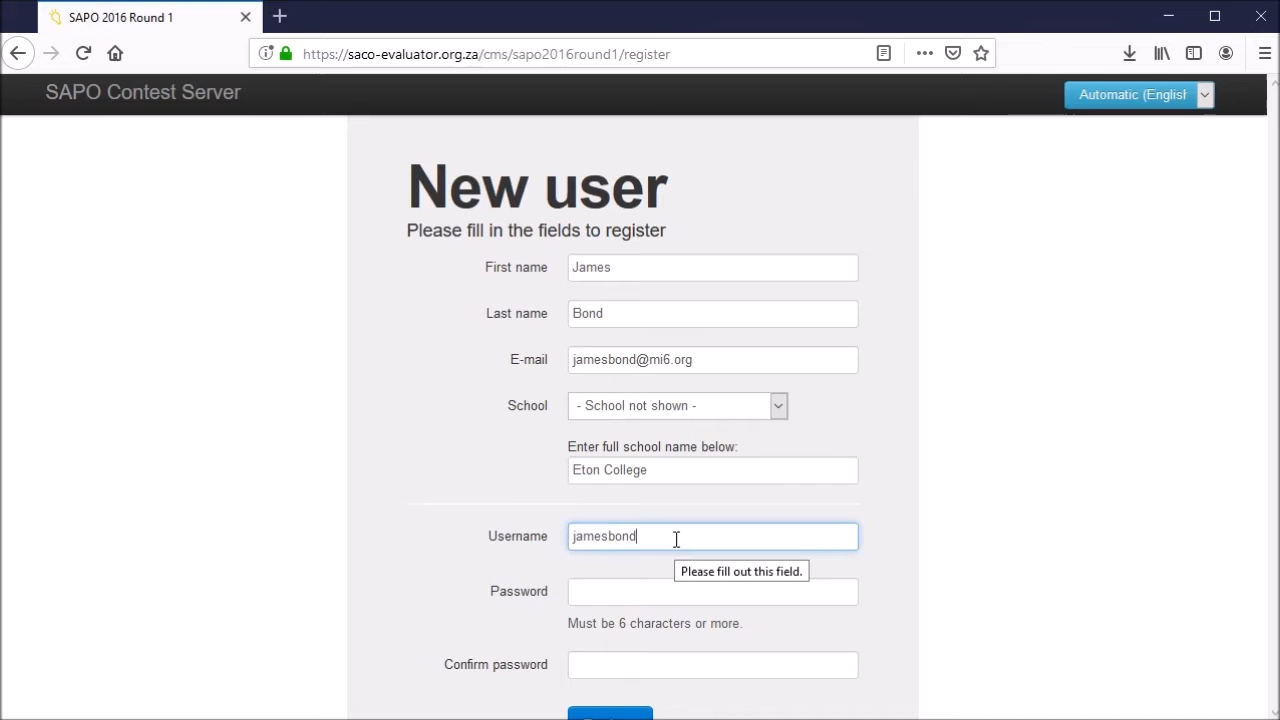 SAPO 2016 Round 1
https://saco-evaluator.org.za/cms/sapo2016round1/register
SAPO Contest Server
Automatic (English
New user
Please fill in the fields to register
First name James
Last name Bond
E-mail jamesbond@mi6.org
School - School not shown -
Enter full school name below:
Eton College
Username jamesbond
Please fill out this field.
Password
Must be 6 characters or more.
Confirm password